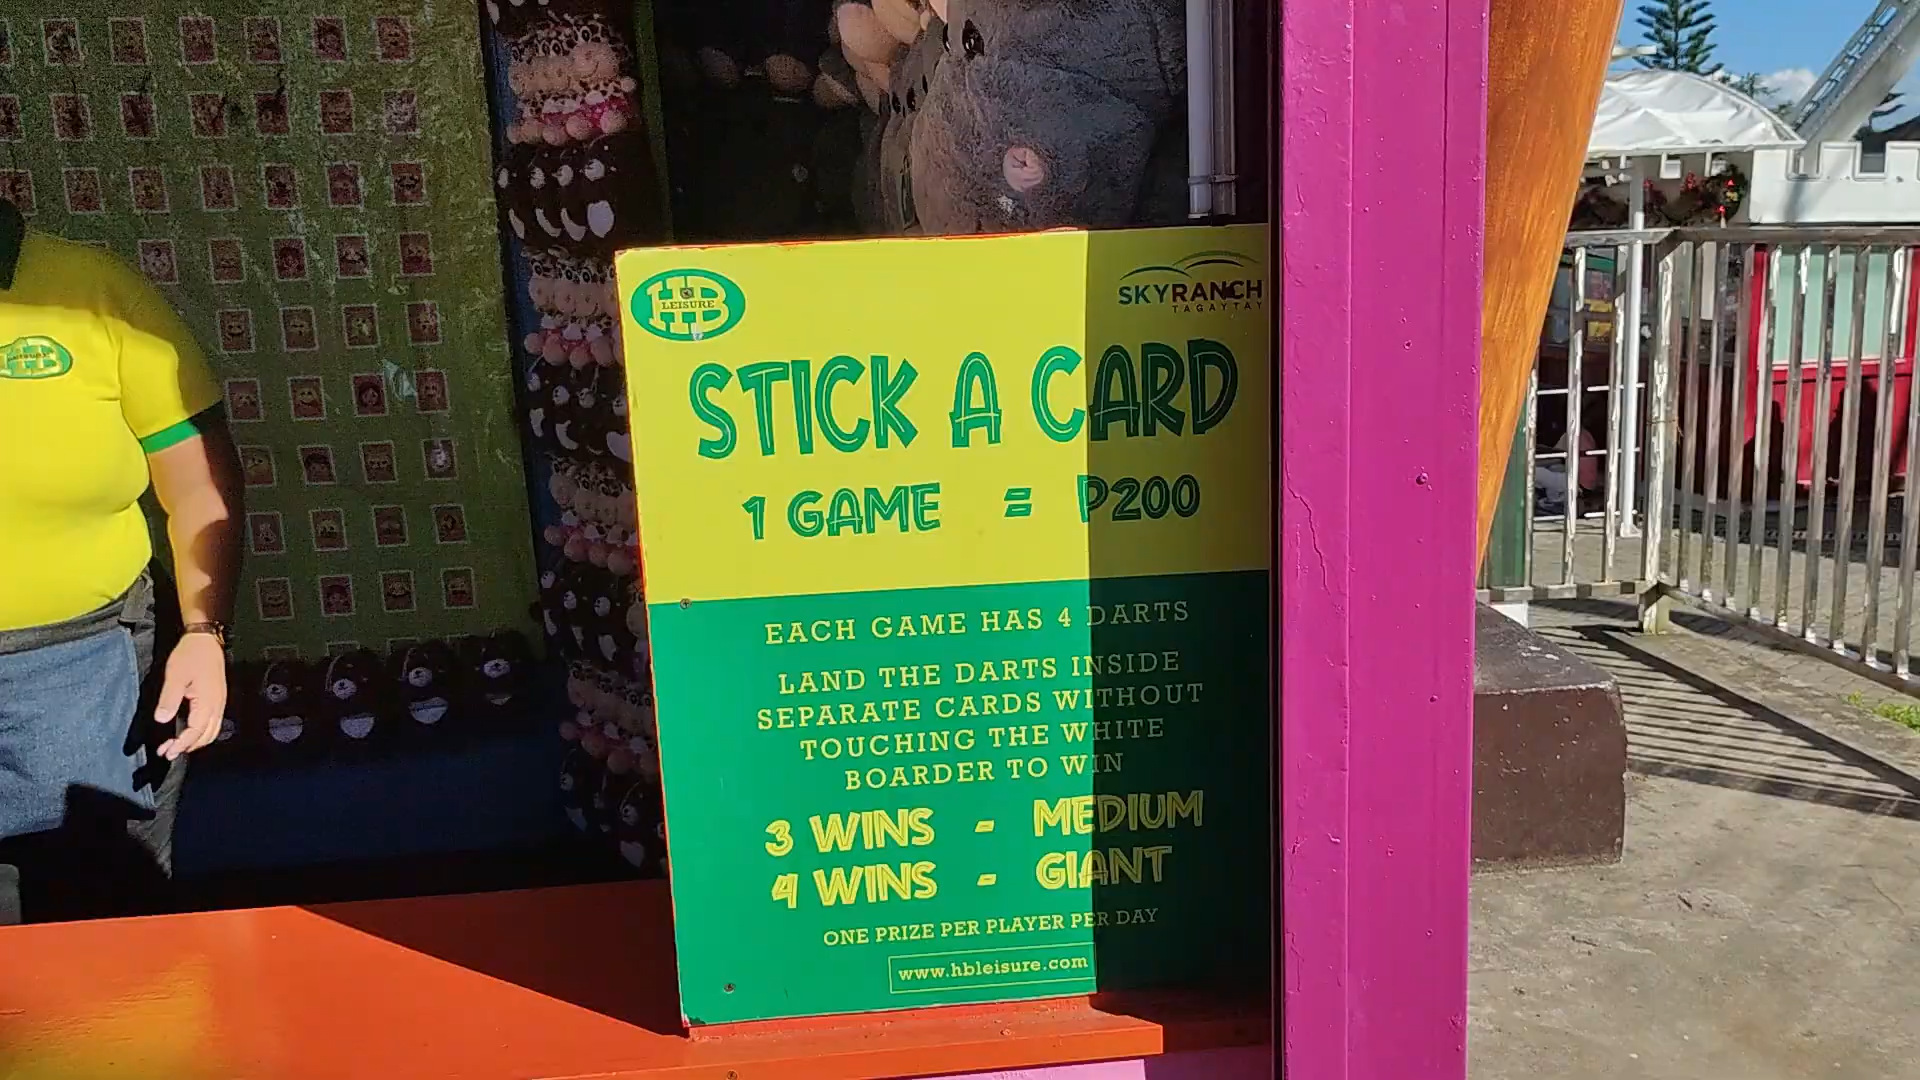 HB
LEISURE
SKYRANCH
TAGAYTAY
STICK A CARD
1 GAME = P200
EACH GAME HAS 4 DARTS
LAND THE DARTS INSIDE
SEPARATE CARDS WITHOUT
TOUCHING THE WHITE
BOARDER TO WIN
3 WINS - MEDIUM
4 WINS - GIANT
ONE PRIZE PER PLAYER PER DAY
www.hbleisure.com